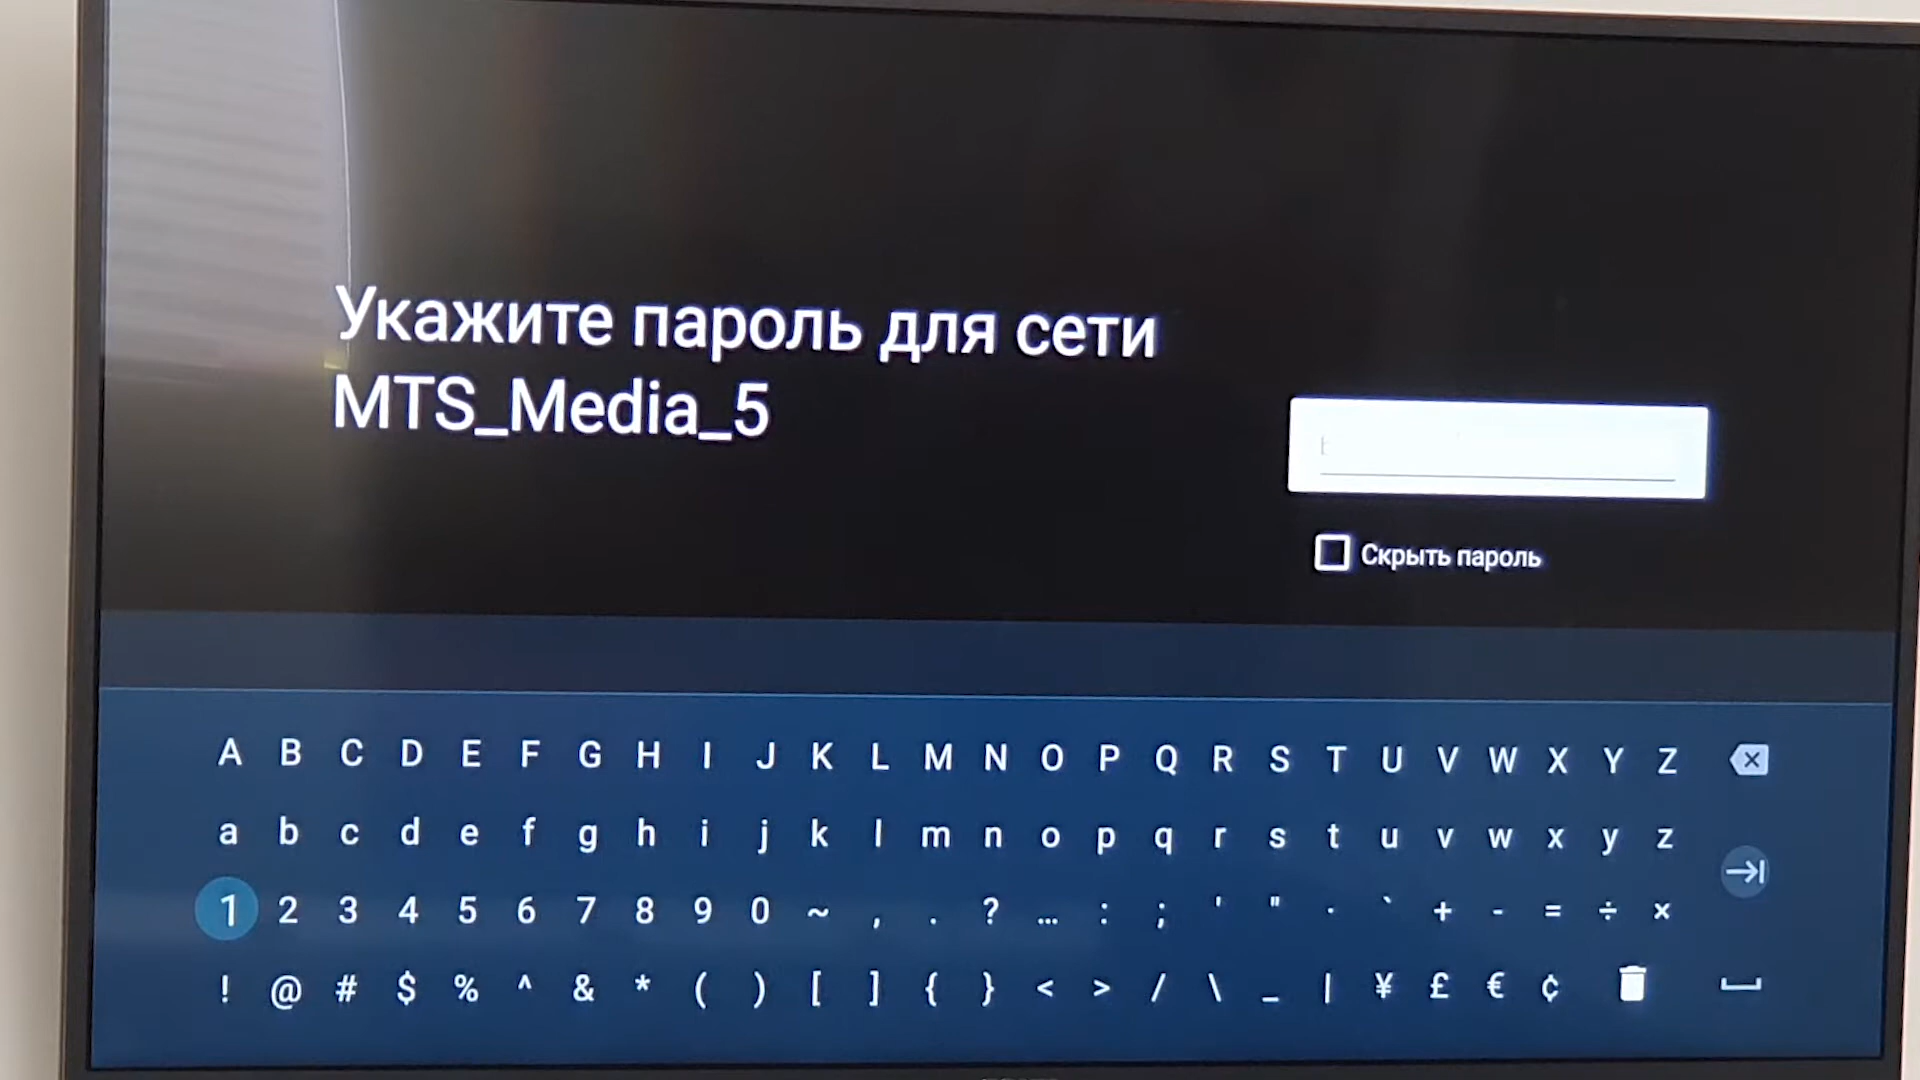 Укажите пароль для сети
MTS_Media_5
Скрыть пароль
A B C D E F G H I J K L M N O P Q R S T U V W X Y Z
a b c d e f g h i j k l m n o p q r s t u v w x y z
1 2 3 4 5 6 7 8 9 0 ~ , . ? … : ; ' " · ` + - = ÷ ×
! @ # $ % ^ & * ( ) [ ] { } < > / \ _ | ¥ £ € ¢